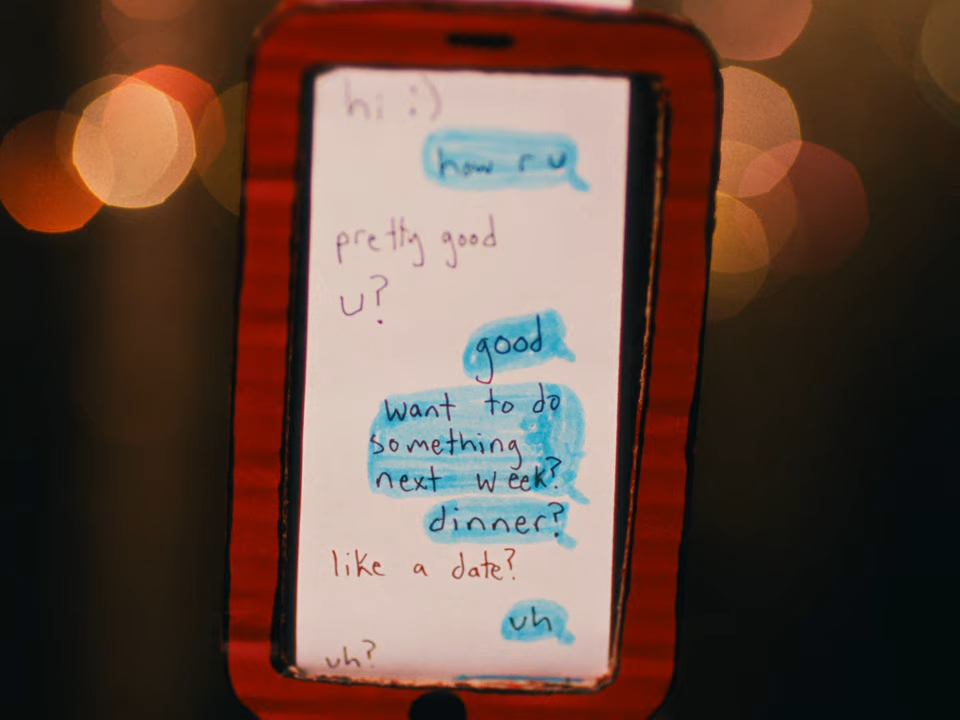 hi :)
how r u
pretty good
u?
good
want to do
something
next week?
dinner?
like a date?
uh
uh?